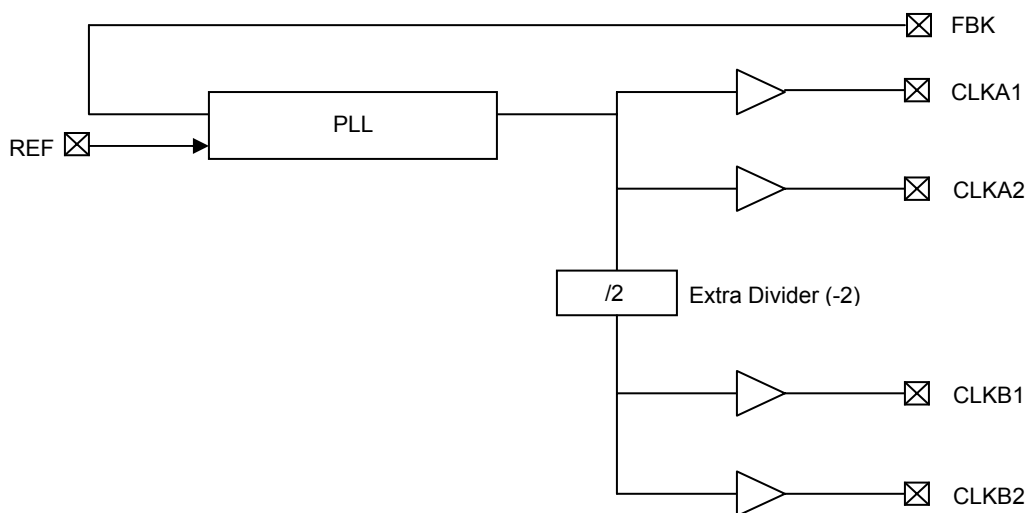 FBK
CLKA1
PLL
REF
CLKA2
/2
Extra Divider (-2)
CLKB1
CLKB2